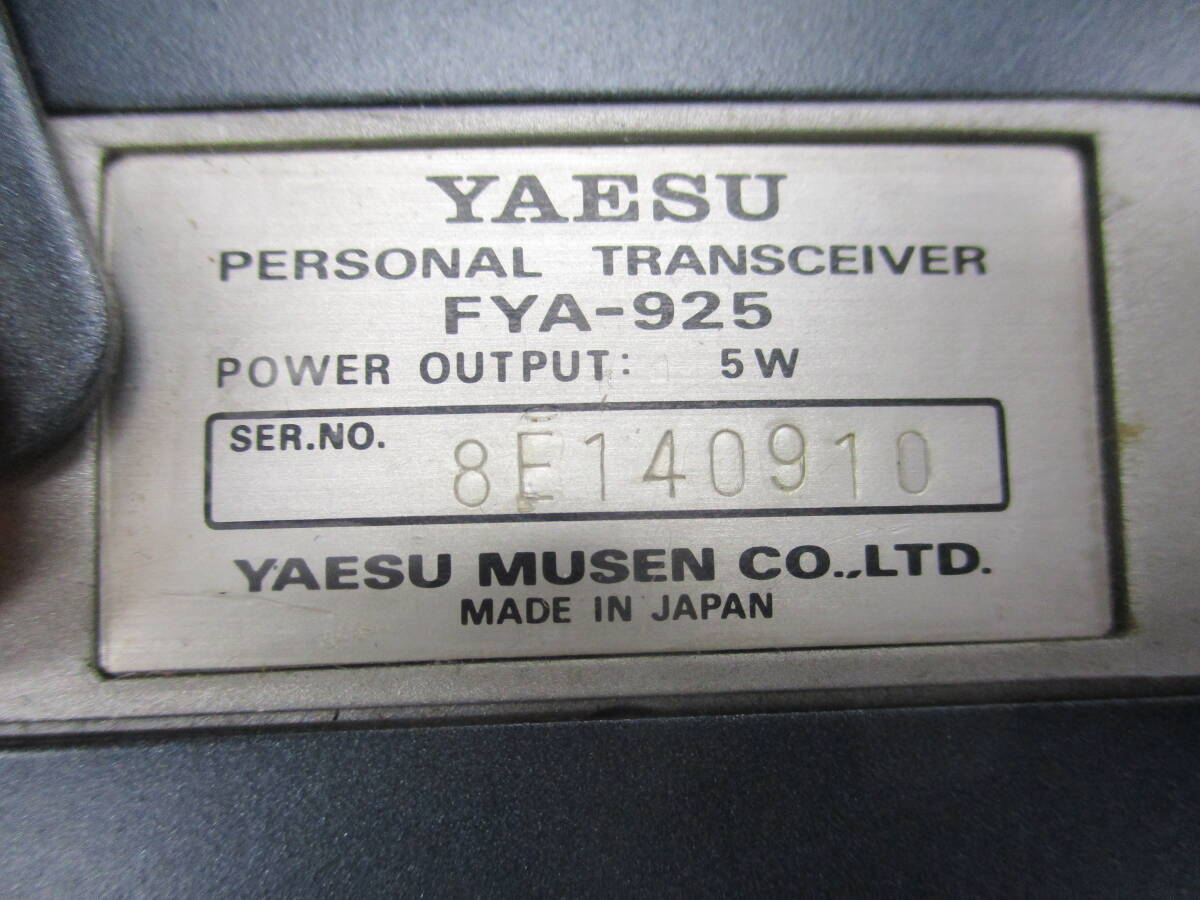 YAESU
PERSONAL TRANSCEIVER
FYA-925
POWER OUTPUT: 5W
SER.NO. 8E140910
YAESU MUSEN CO.,LTD.
MADE IN JAPAN